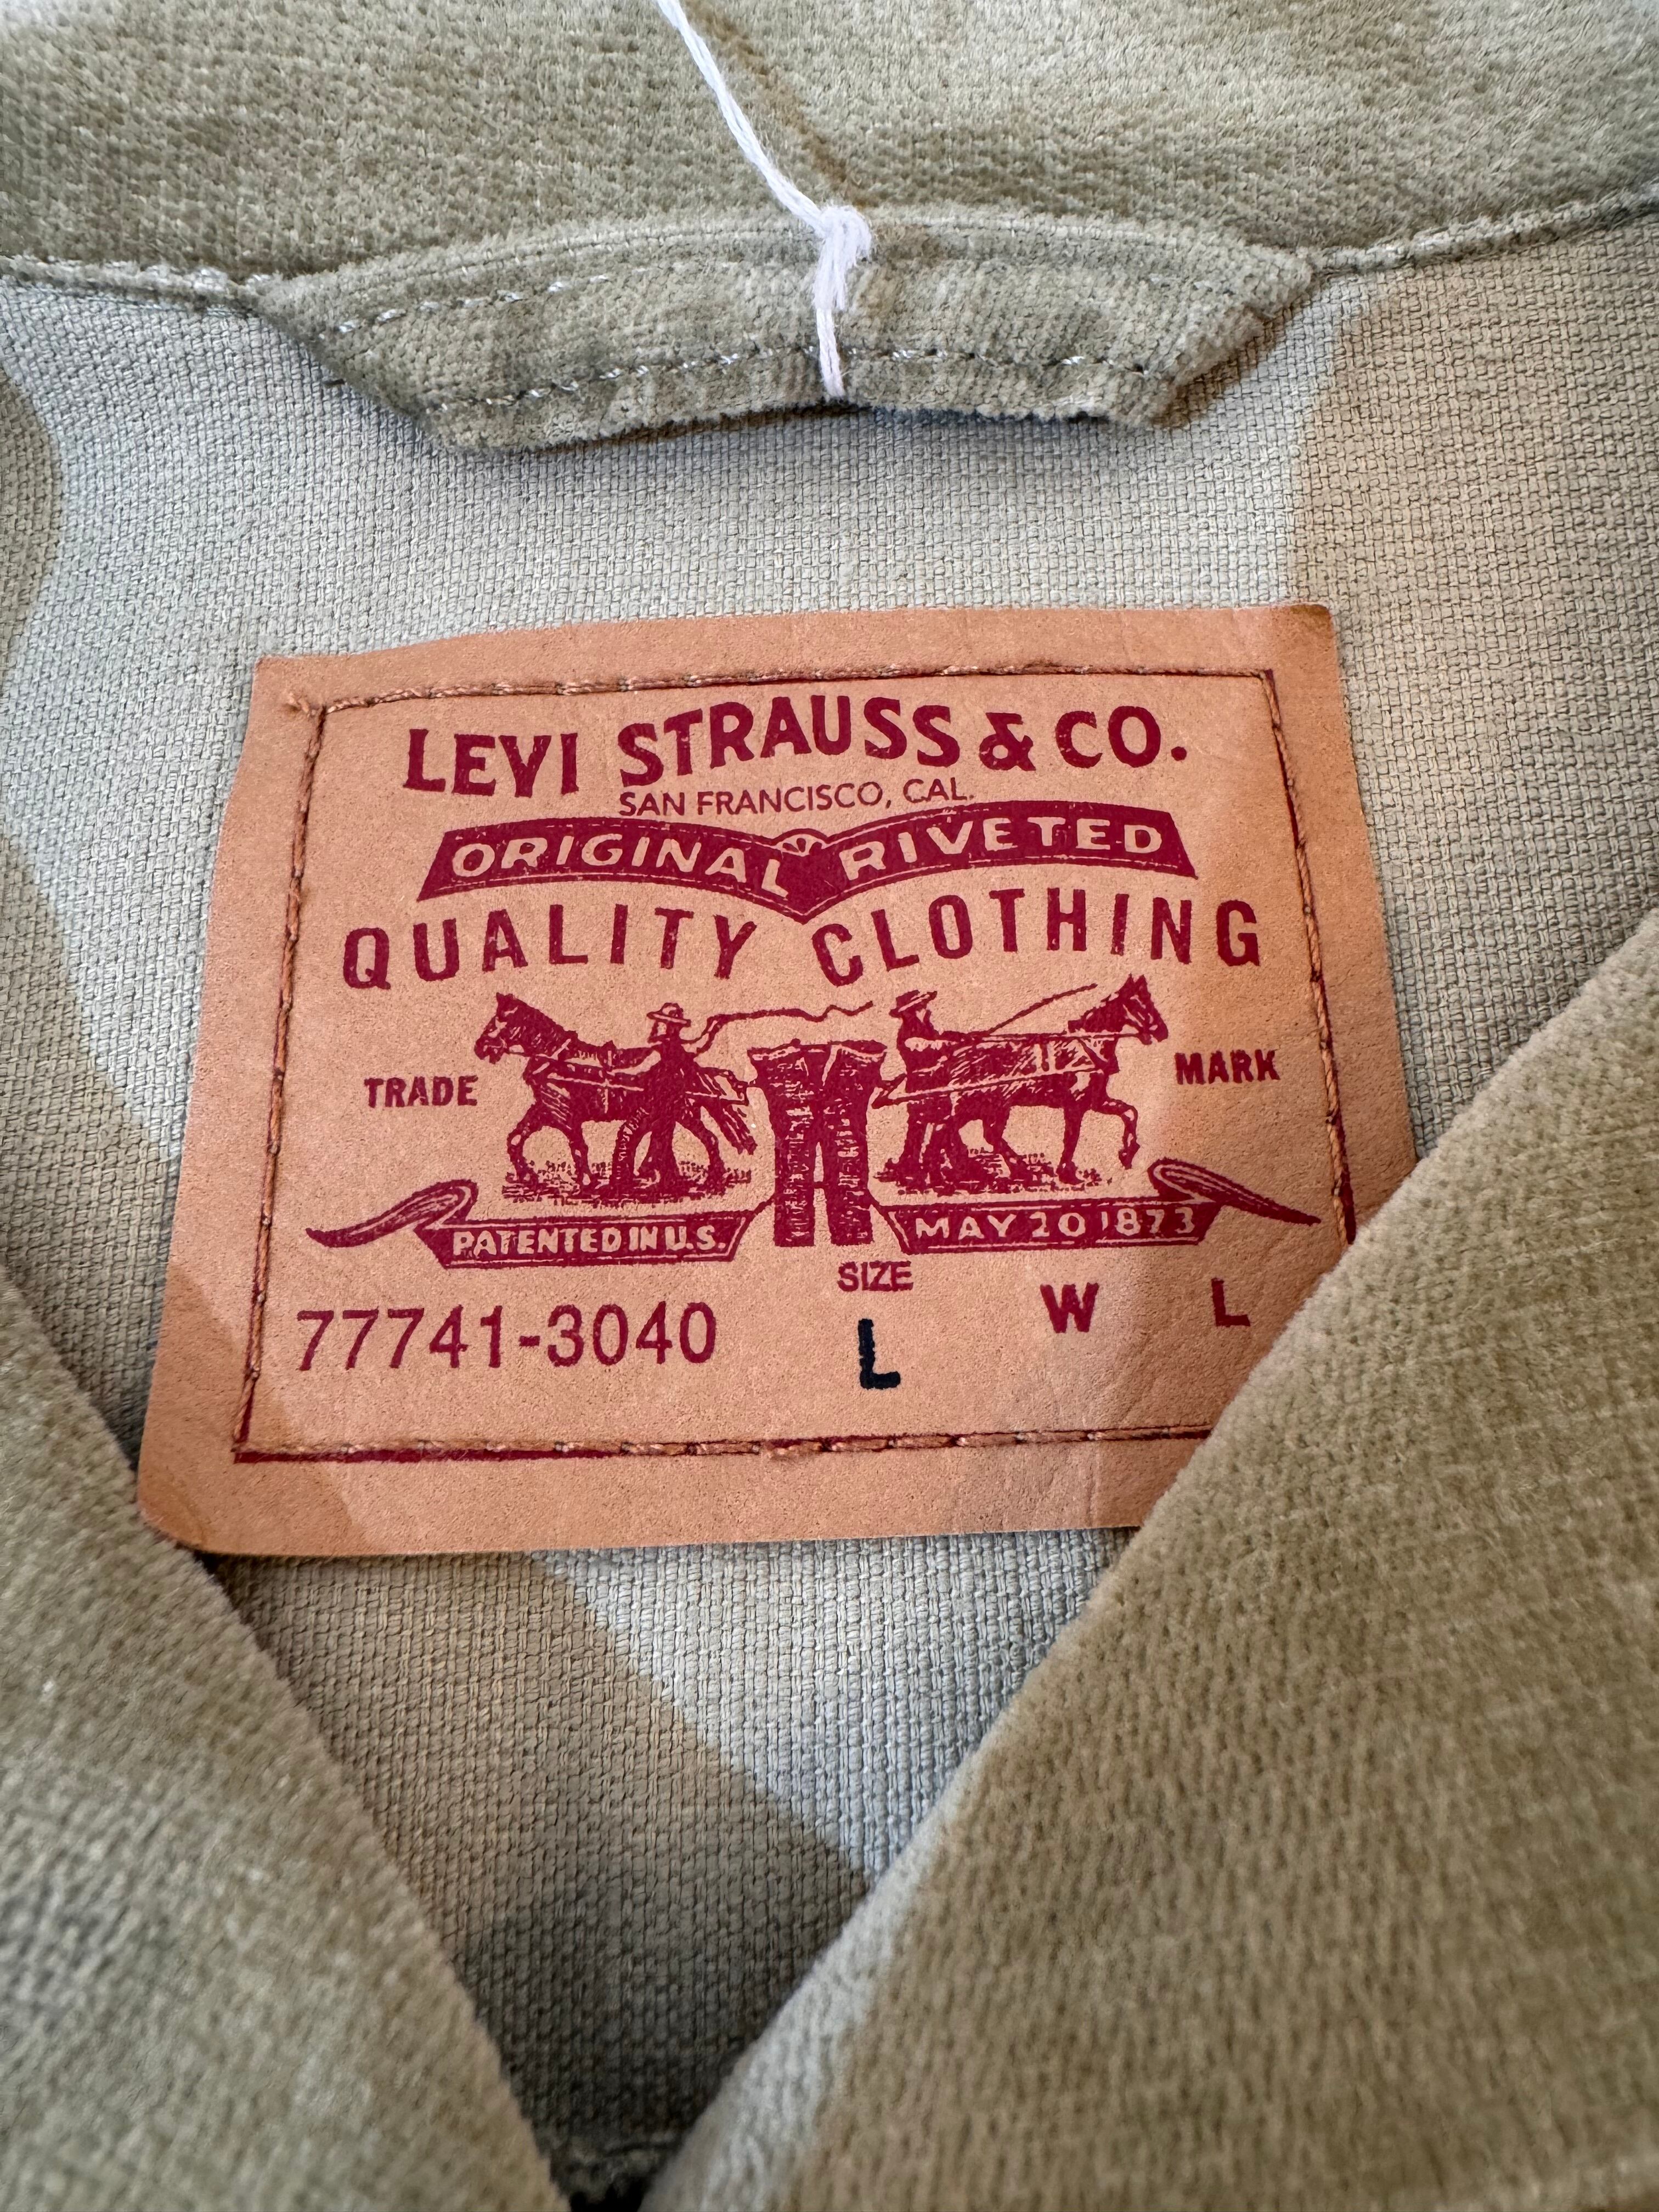 LEVI STRAUSS & CO.
SAN FRANCISCO, CAL.
ORIGINAL RIVETED
QUALITY CLOTHING
TRADE MARK
PATENTED IN U.S. MAY 20 1873
SIZE
77741-3040 L W L